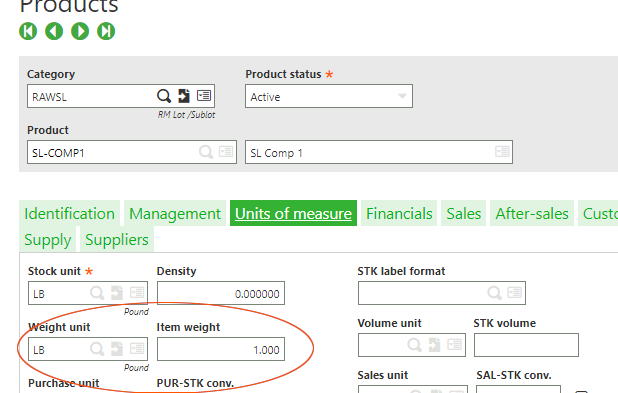 Products
Category Product status *
RAWSL Active
RM Lot /Sublot
Product
SL-COMP1 SL Comp 1
Identification Management Units of measure Financials Sales After-sales Custo
Supply Suppliers
Stock unit * Density STK label format
LB 0.000000
Pound
Weight unit Item weight Volume unit STK volume
LB 1.000
Pound
Purchase unit PUR-STK conv. Sales unit SAL-STK conv.